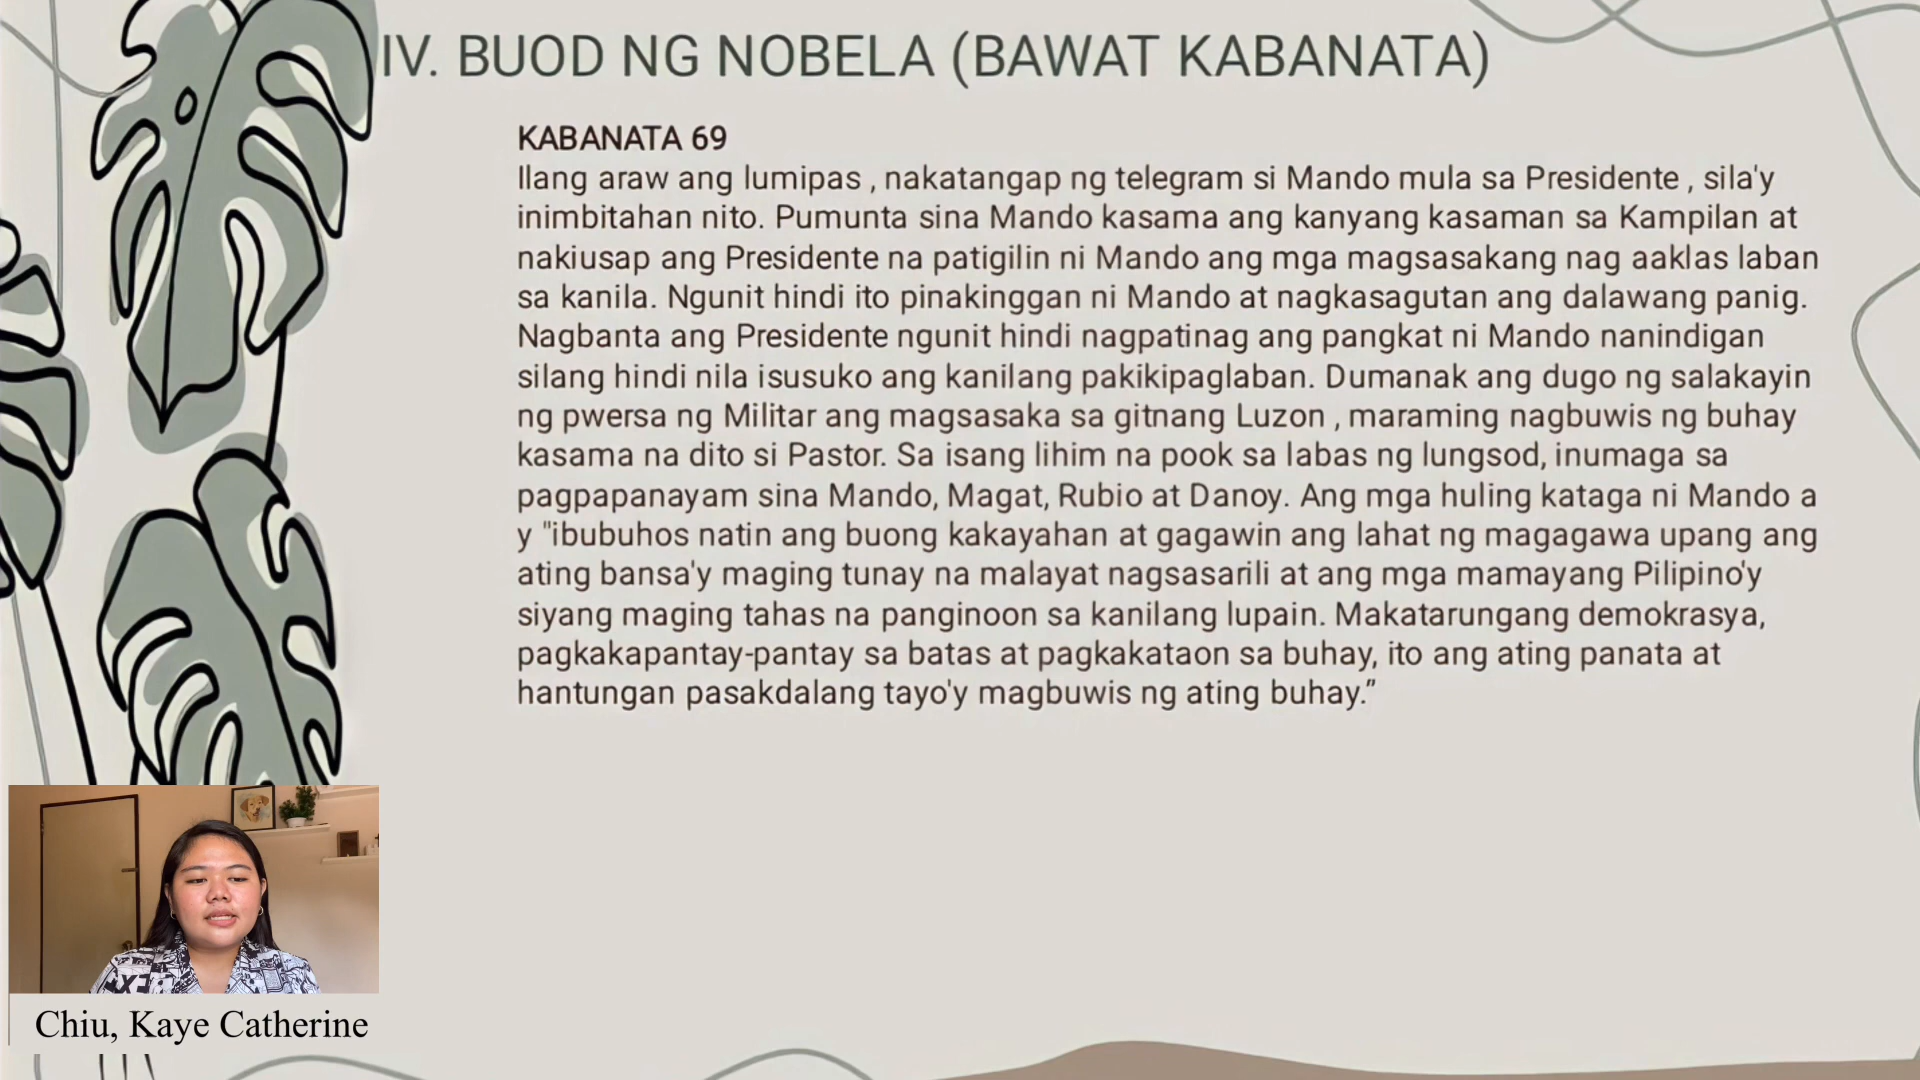 IV. BUOD NG NOBELA (BAWAT KABANATA)
KABANATA 69
Ilang araw ang lumipas , nakatangap ng telegram si Mando mula sa Presidente , sila'y
inimbitahan nito. Pumunta sina Mando kasama ang kanyang kasaman sa Kampilan at
nakiusap ang Presidente na patigilin ni Mando ang mga magsasakang nag aaklas laban
sa kanila. Ngunit hindi ito pinakinggan ni Mando at nagkasagutan ang dalawang panig.
Nagbanta ang Presidente ngunit hindi nagpatinag ang pangkat ni Mando nanindigan
silang hindi nila isusuko ang kanilang pakikipaglaban. Dumanak ang dugo ng salakayin
ng pwersa ng Militar ang magsasaka sa gitnang Luzon , maraming nagbuwis ng buhay
kasama na dito si Pastor. Sa isang lihim na pook sa labas ng lungsod, inumaga sa
pagpapanayam sina Mando, Magat, Rubio at Danoy. Ang mga huling kataga ni Mando a
y "ibubuhos natin ang buong kakayahan at gagawin ang lahat ng magagawa upang ang
ating bansa'y maging tunay na malayat nagsasarili at ang mga mamayang Pilipino'y
siyang maging tahas na panginoon sa kanilang lupain. Makatarungang demokrasya,
pagkakapantay-pantay sa batas at pagkakataon sa buhay, ito ang ating panata at
hantungan pasakdalang tayo'y magbuwis ng ating buhay.”
Chiu, Kaye Catherine